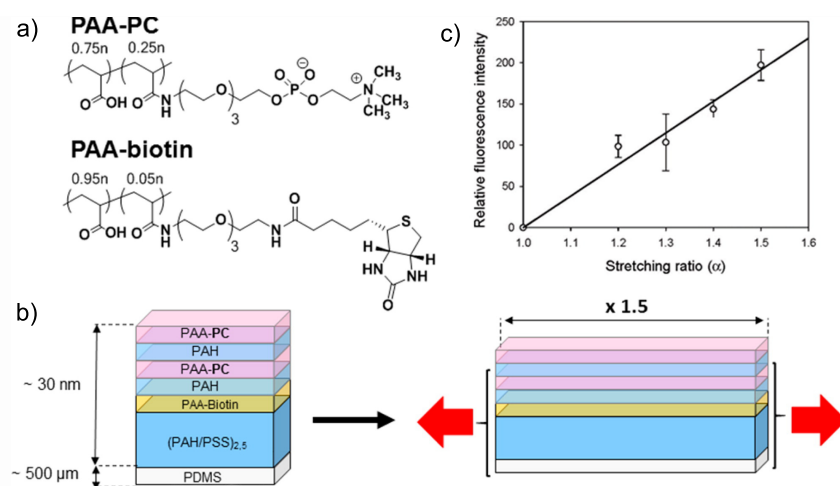 a)
PAA-PC
0.75n 0.25n
O OH O N H O 3 O P O O ⊖ O ⊕ N CH3 CH3 CH3
PAA-biotin
0.95n 0.05n
O OH O N H O 3 N H O S H H HN NH O
b)
PAA-PC
PAH
PAA-PC
PAH
PAA-Biotin
(PAH/PSS)2,5
PDMS
~ 30 nm
~ 500 µm
x 1.5
c)
Relative fluorescence intensity
250
200
150
100
50
0
1.0 1.1 1.2 1.3 1.4 1.5 1.6
Stretching ratio (α)